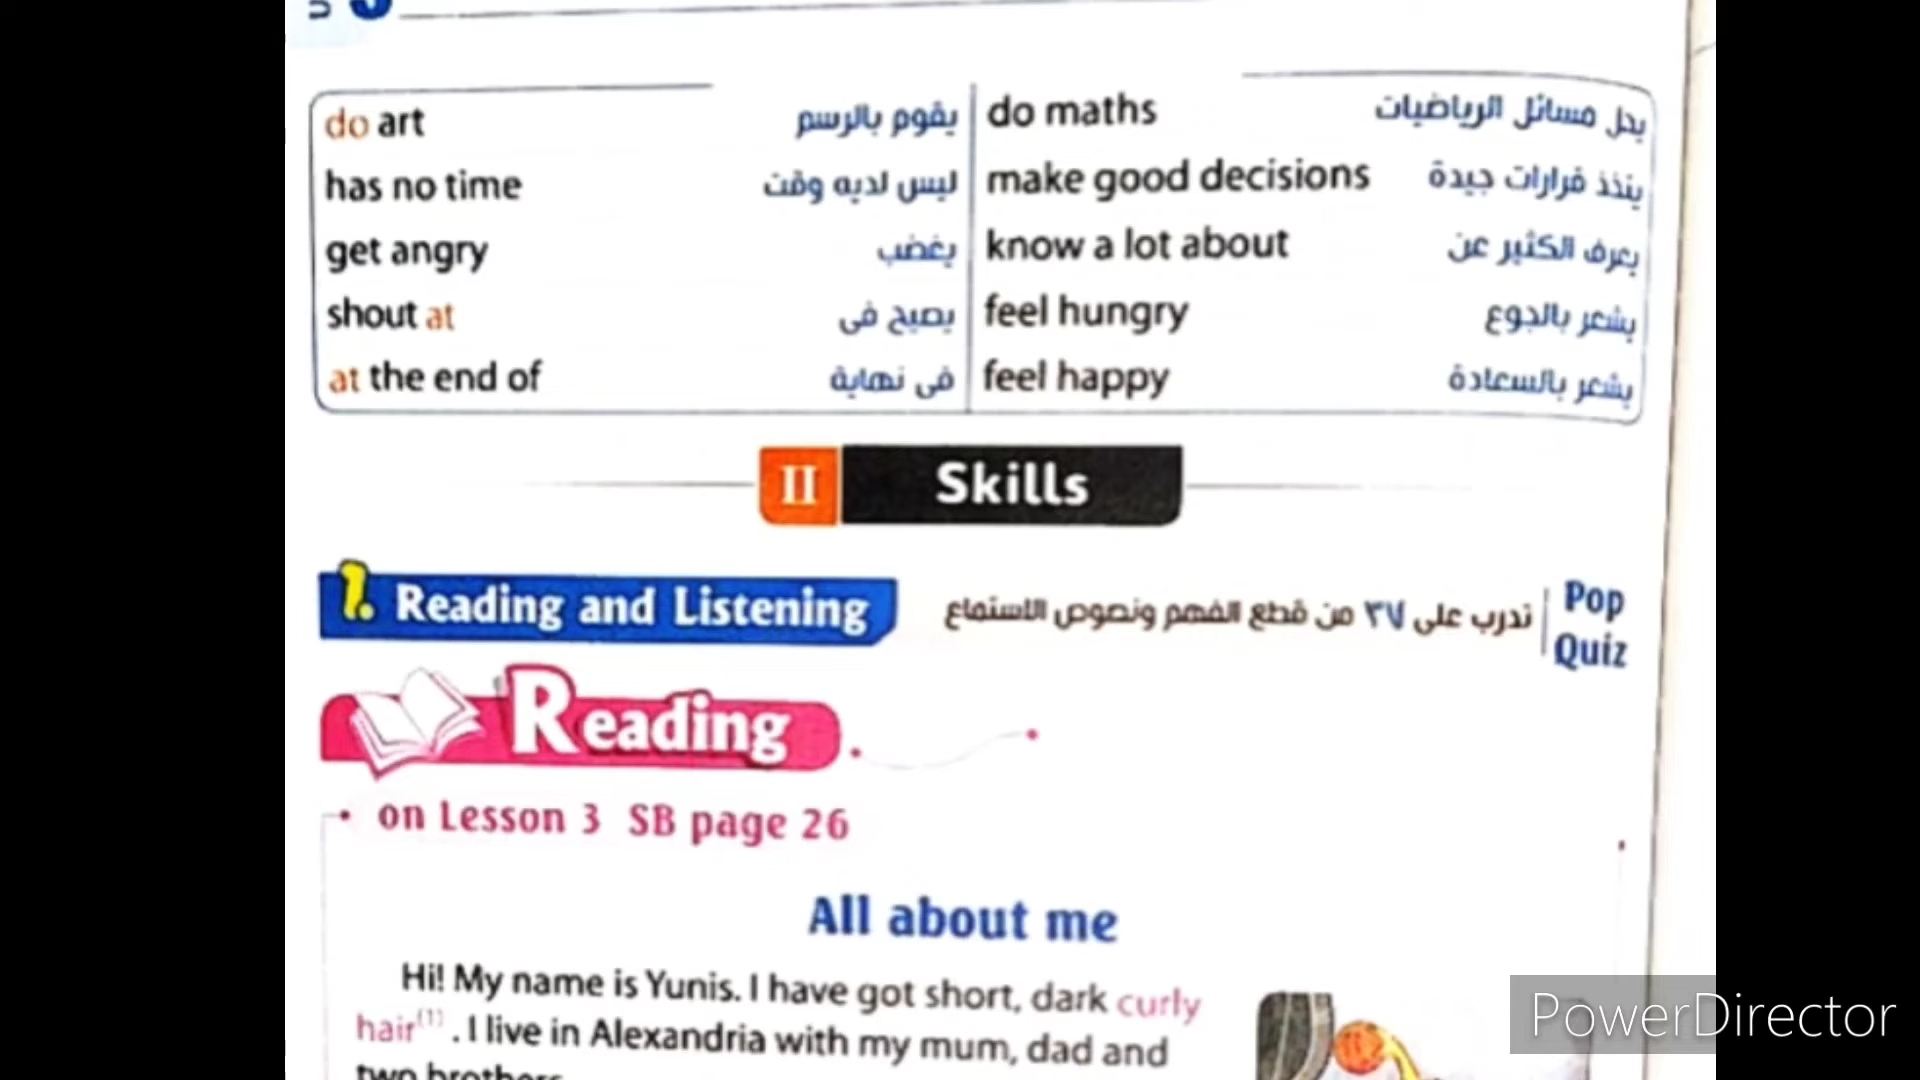 do art يقوم بالرسم
has no time ليس لديه وقت
get angry يغضب
shout at يصيح فى
at the end of فى نهاية
do maths يحل مسائل الرياضيات
make good decisions يتخذ قرارات جيدة
know a lot about يعرف الكثير عن
feel hungry يشعر بالجوع
feel happy يشعر بالسعادة
II Skills
1. Reading and Listening
تدرب على ٣٧ من قطع الفهم ونصوص الاستماع
Pop
Quiz
Reading
on Lesson 3 SB page 26
All about me
Hi! My name is Yunis. I have got short, dark curly
hair(1). I live in Alexandria with my mum, dad and
two brothers
PowerDirector